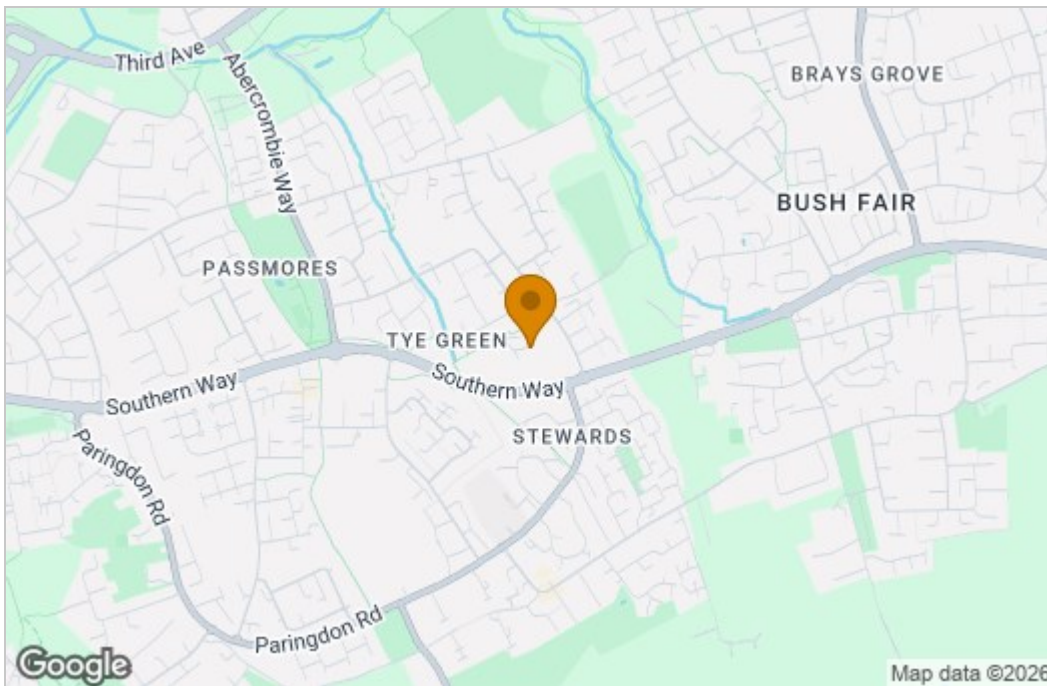 Third Ave
Abercrombie Way
BRAYS GROVE
BUSH FAIR
PASSMORES
TYE GREEN
Southern Way
Southern Way
STEWARDS
Paringdon Rd
Paringdon Rd
Google
Map data ©2026